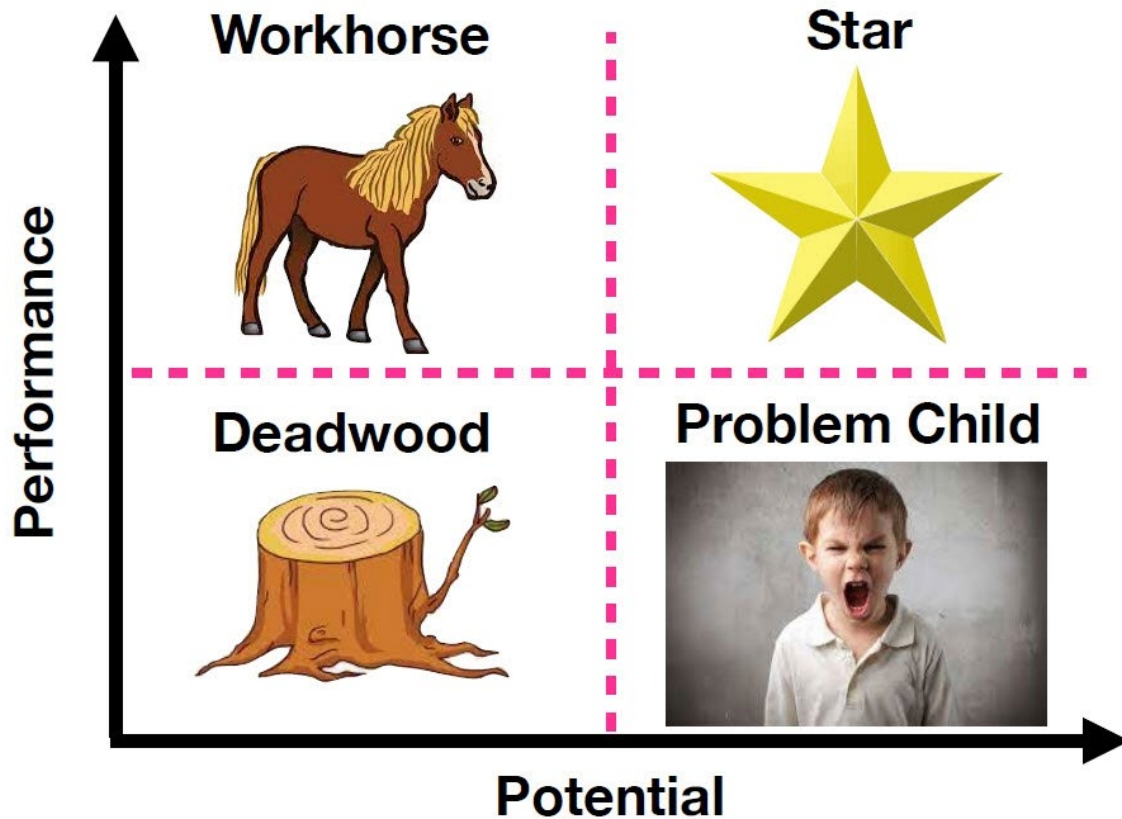 Workhorse
Star
Performance
Deadwood
Problem Child
Potential